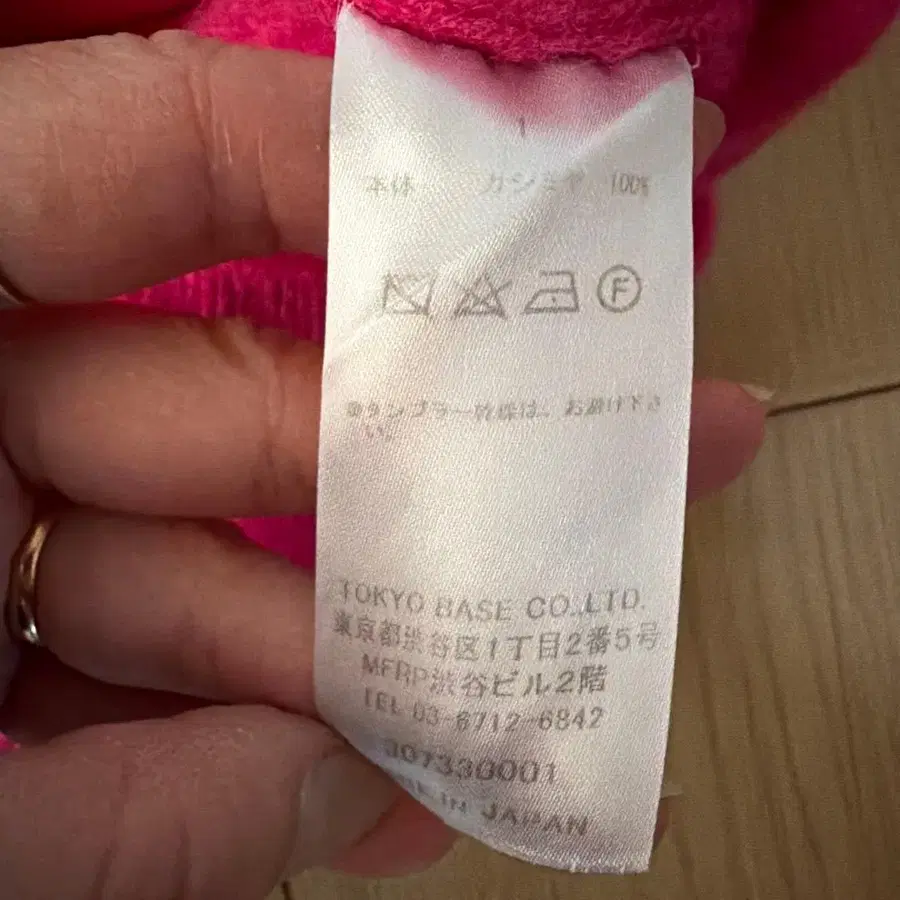 本体 カシミヤ 100%
F
◎タンブラー乾燥は、お避け下さ
い。
TOKYO BASE CO.,LTD.
東京都渋谷区1丁目2番5号
MFRP渋谷ビル2階
TEL 03-6712-6842
IN JAPAN